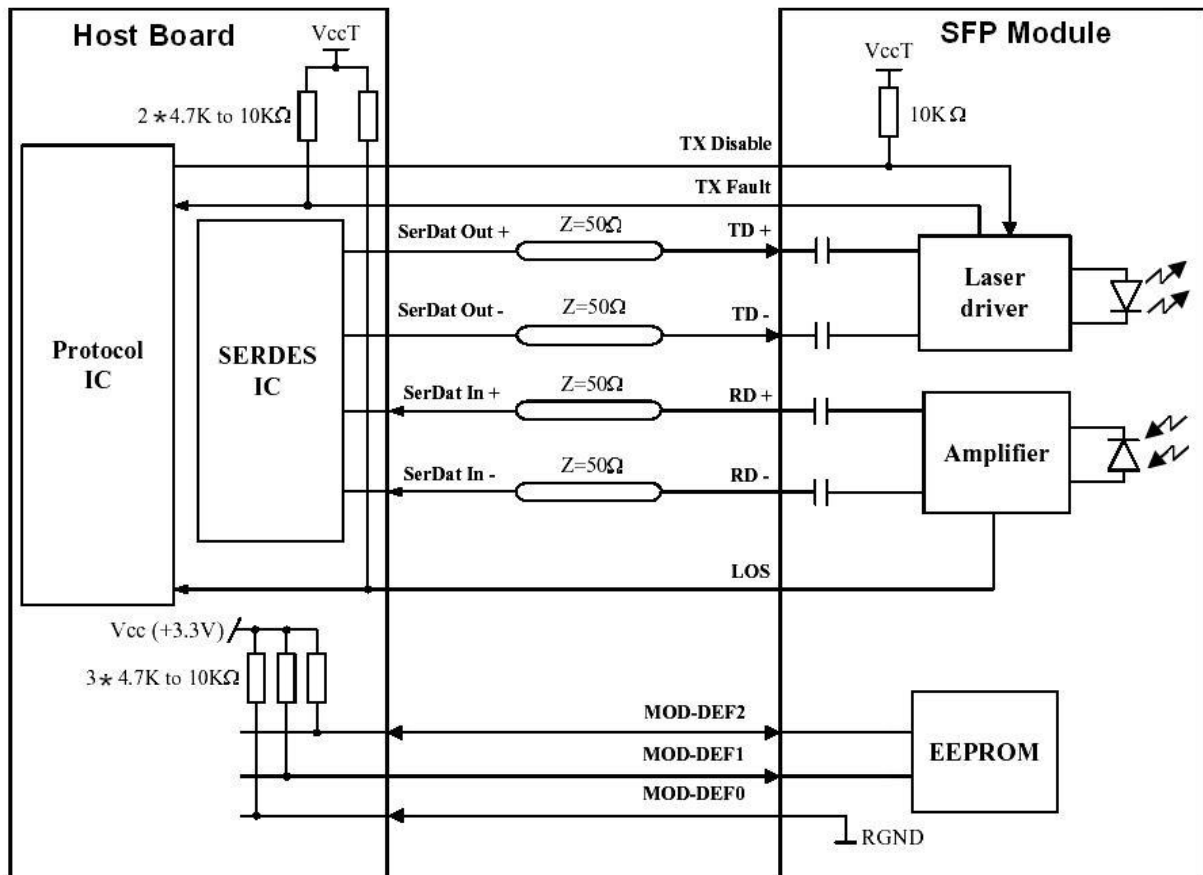 Host Board
SFP Module
VccT
VccT
2*4.7K to 10KΩ
10K Ω
TX Disable
TX Fault
SerDat Out +
Z=50Ω
TD +
Laser
driver
SerDat Out -
Z=50Ω
TD -
Protocol
IC
SERDES
IC
SerDat In +
Z=50Ω
RD +
Amplifier
SerDat In -
Z=50Ω
RD -
LOS
Vcc (+3.3V)
3*4.7K to 10KΩ
MOD-DEF2
MOD-DEF1
EEPROM
MOD-DEF0
RGND